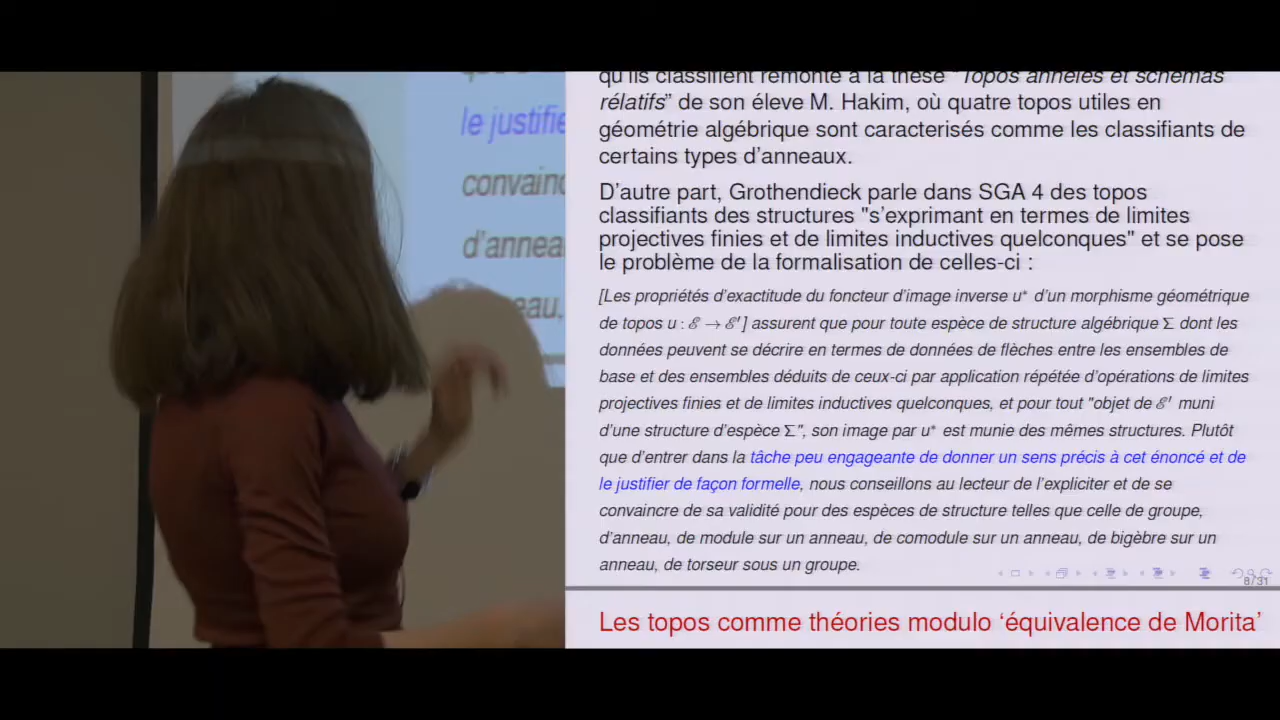 le justifie
convainc
d'annea
eau,
qu'ils classifient remonte à la thèse "Topos annelés et schémas
rélatifs" de son éleve M. Hakim, où quatre topos utiles en
géométrie algébrique sont caracterisés comme les classifiants de
certains types d'anneaux.
D'autre part, Grothendieck parle dans SGA 4 des topos
classifiants des structures "s'exprimant en termes de limites
projectives finies et de limites inductives quelconques" et se pose
le problème de la formalisation de celles-ci :
[Les propriétés d'exactitude du foncteur d'image inverse u* d'un morphisme géométrique
de topos u : ℰ → ℰ′] assurent que pour toute espèce de structure algébrique Σ dont les
données peuvent se décrire en termes de données de flèches entre les ensembles de
base et des ensembles déduits de ceux-ci par application répétée d'opérations de limites
projectives finies et de limites inductives quelconques, et pour tout "objet de ℰ′ muni
d'une structure d'espèce Σ", son image par u* est munie des mêmes structures. Plutôt
que d'entrer dans la tâche peu engageante de donner un sens précis à cet énoncé et de
le justifier de façon formelle, nous conseillons au lecteur de l'expliciter et de se
convaincre de sa validité pour des espèces de structure telles que celle de groupe,
d'anneau, de module sur un anneau, de comodule sur un anneau, de bigèbre sur un
anneau, de torseur sous un groupe.
8/31
Les topos comme théories modulo 'équivalence de Morita'